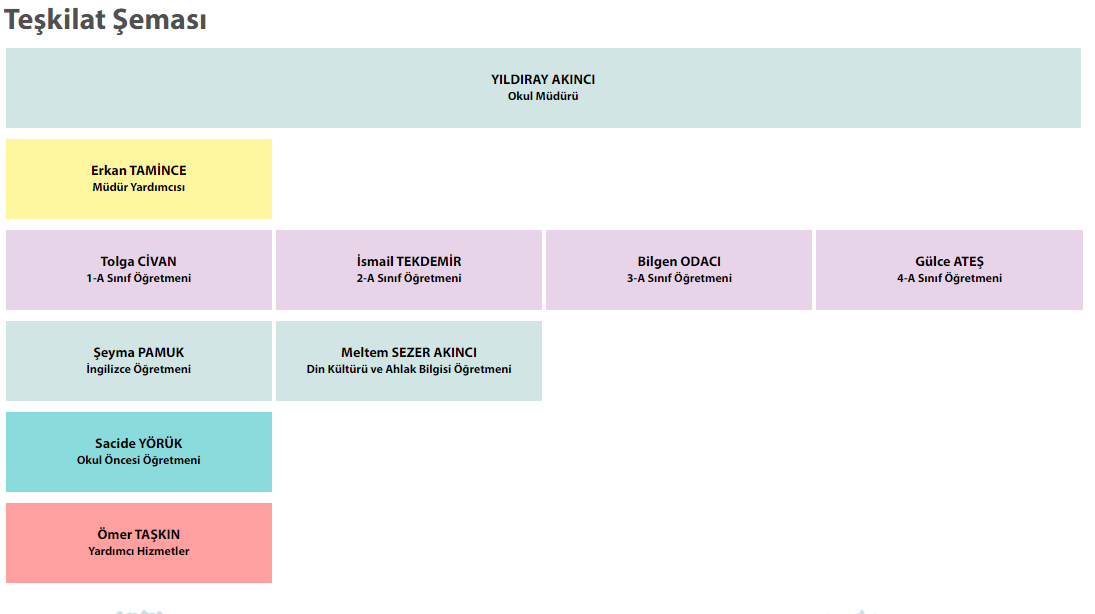 Teşkilat Şeması
YILDIRAY AKINCI
Okul Müdürü
Erkan TAMİNCE
Müdür Yardımcısı
Tolga CİVAN
1-A Sınıf Öğretmeni
İsmail TEKDEMİR
2-A Sınıf Öğretmeni
Bilgen ODACI
3-A Sınıf Öğretmeni
Gülce ATEŞ
4-A Sınıf Öğretmeni
Şeyma PAMUK
İngilizce Öğretmeni
Meltem SEZER AKINCI
Din Kültürü ve Ahlak Bilgisi Öğretmeni
Sacide YÖRÜK
Okul Öncesi Öğretmeni
Ömer TAŞKIN
Yardımcı Hizmetler